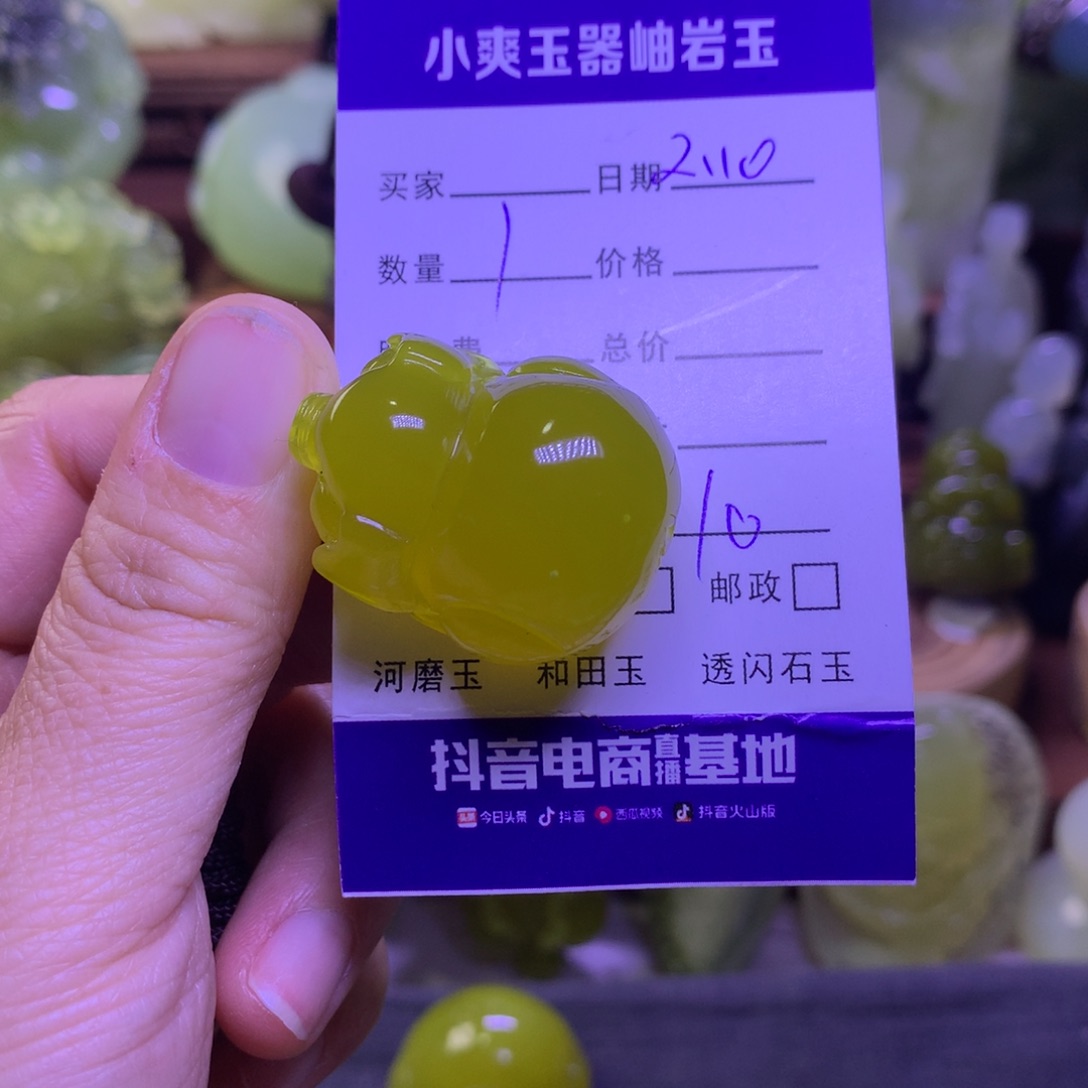 小爽玉器岫岩玉
买家 日期 2110
数量 1 价格
费 总价
10
邮政
河磨玉 和田玉 透闪石玉
抖音电商直播基地
今日头条 抖音 西瓜视频 抖音火山版